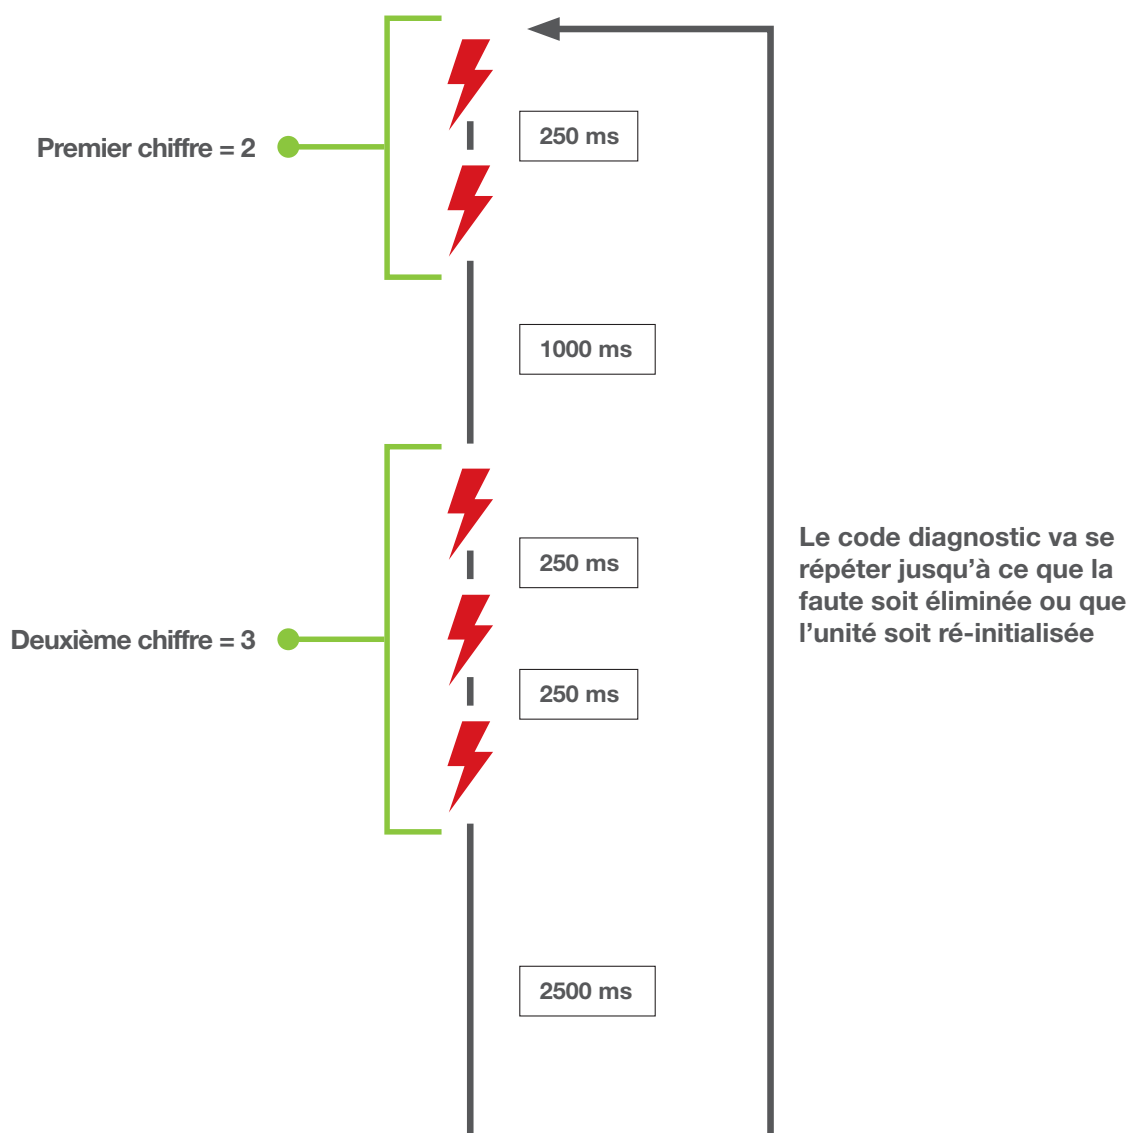 250 ms
Premier chiffre = 2
1000 ms
Le code diagnostic va se
répéter jusqu’à ce que la
faute soit éliminée ou que
l’unité soit ré-initialisée
250 ms
Deuxième chiffre = 3
250 ms
2500 ms